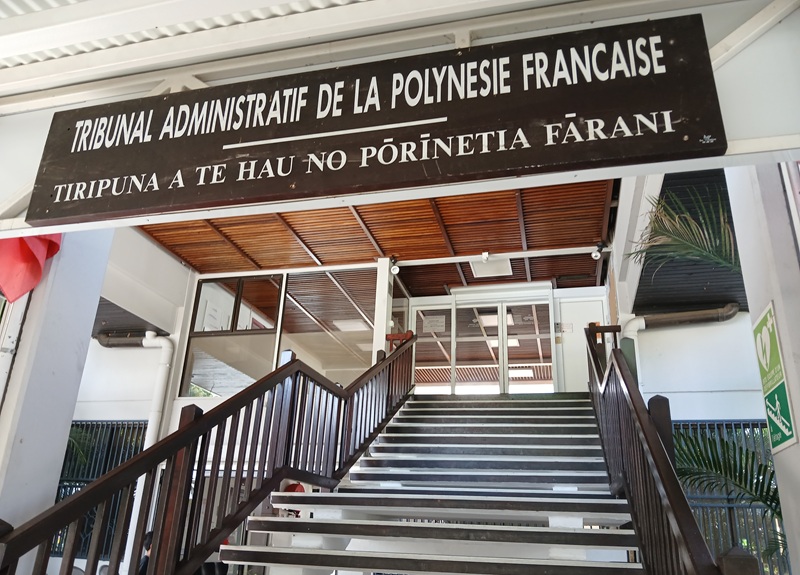 TRIBUNAL ADMINISTRATIF DE LA POLYNESIE FRANCAISE
TIRIPUNA A TE HAU NO PŌRĪNETIA FĀRANI